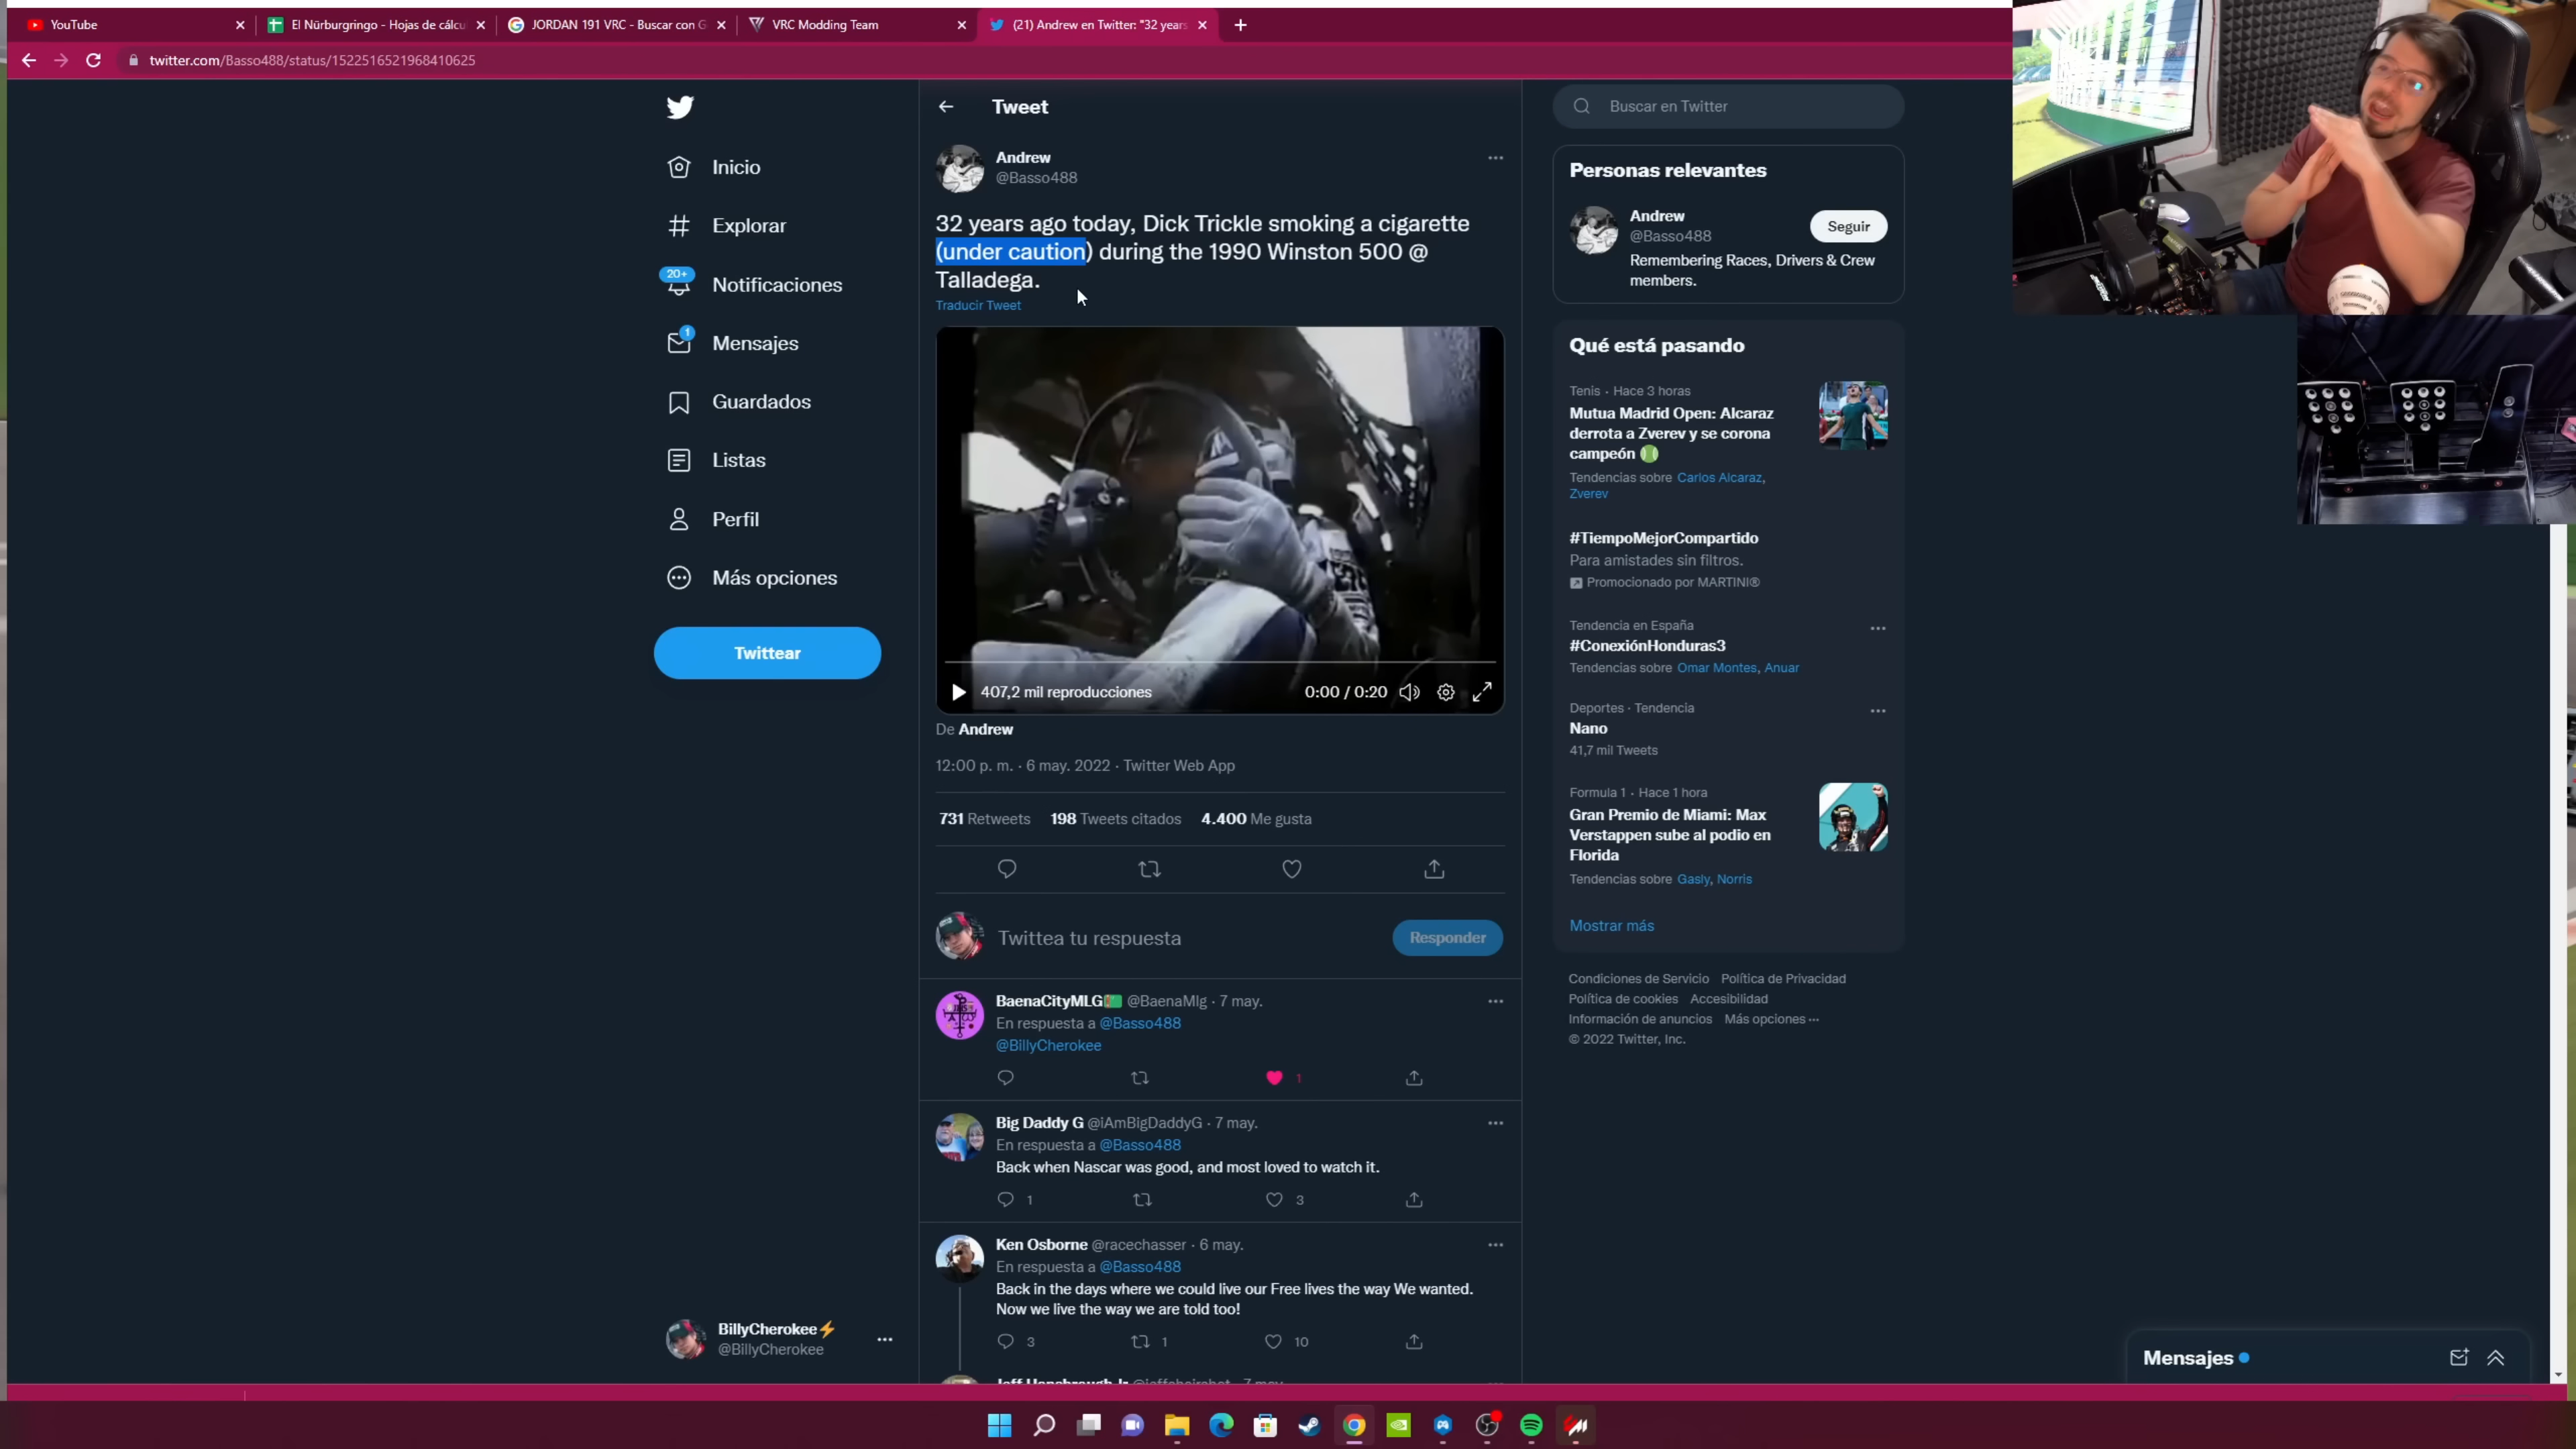 YouTube
El Nürburgringo - Hojas de cálcu
JORDAN 191 VRC - Buscar con G
VRC Modding Team
(21) Andrew en Twitter: "32 years
twitter.com/Basso488/status/1522516521968410625
Inicio
Explorar
20+
Notificaciones
1
Mensajes
Guardados
Listas
Perfil
Más opciones
Twittear
BillyCherokee⚡
@BillyCherokee
Tweet
Andrew
@Basso488
32 years ago today, Dick Trickle smoking a cigarette
(under caution) during the 1990 Winston 500 @
Talladega.
Traducir Tweet
407,2 mil reproducciones
0:00 / 0:20
De Andrew
12:00 p. m. · 6 may. 2022 · Twitter Web App
731 Retweets 198 Tweets citados 4.400 Me gusta
Twittea tu respuesta
Responder
BaenaCityMLG🇹🇲 @BaenaMlg · 7 may.
En respuesta a @Basso488
@BillyCherokee
1
Big Daddy G @iAmBigDaddyG · 7 may.
En respuesta a @Basso488
Back when Nascar was good, and most loved to watch it.
1 3
Ken Osborne @racechasser · 6 may.
En respuesta a @Basso488
Back in the days where we could live our Free lives the way We wanted.
Now we live the way we are told too!
3 1 10
Buscar en Twitter
Personas relevantes
Andrew
@Basso488
Seguir
Remembering Races, Drivers & Crew
members.
Qué está pasando
Tenis · Hace 3 horas
Mutua Madrid Open: Alcaraz
derrota a Zverev y se corona
campeón 🎾
Tendencias sobre Carlos Alcaraz,
Zverev
#TiempoMejorCompartido
Para amistades sin filtros.
Promocionado por MARTINI®
Tendencia en España
#ConexiónHonduras3
Tendencias sobre Omar Montes, Anuar
Deportes · Tendencia
Nano
41,7 mil Tweets
Formula 1 · Hace 1 hora
Gran Premio de Miami: Max
Verstappen sube al podio en
Florida
Tendencias sobre Gasly, Norris
Mostrar más
Condiciones de Servicio Política de Privacidad
Política de cookies Accesibilidad
Información de anuncios Más opciones ···
© 2022 Twitter, Inc.
Mensajes